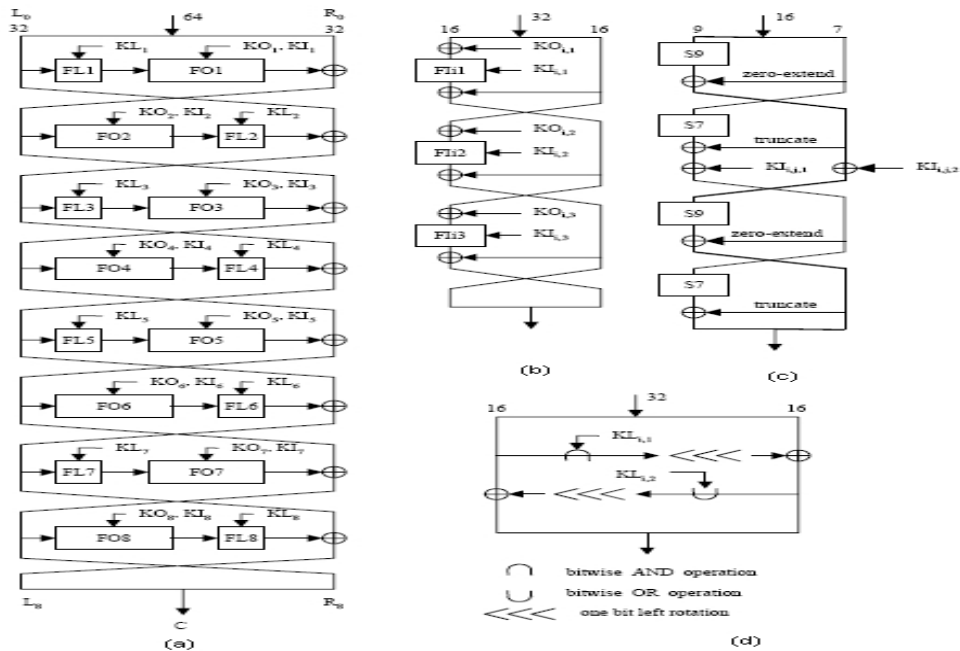 L₀ 64 R₀
32 32
KL₁ KO₁, KI₁
FL1 FO1
KO₂, KI₂ KL₂
FO2 FL2
KL₃ KO₃, KI₃
FL3 FO3
KO₄, KI₄ KL₄
FO4 FL4
KL₅ KO₅, KI₅
FL5 FO5
KO₆, KI₆ KL₆
FO6 FL6
KL₇ KO₇, KI₇
FL7 FO7
KO₈, KI₈ KL₈
FO8 FL8
L₈ R₈
C
(a)
32
16 16
KOᵢ,₁
FIi1 KIᵢ,₁
KOᵢ,₂
FIi2 KIᵢ,₂
KOᵢ,₃
FIi3 KIᵢ,₃
(b)
9 16 7
S9
zero-extend
S7
truncate
KIᵢ,ⱼ,₁ KIᵢ,ⱼ,₂
S9
zero-extend
S7
truncate
(c)
16 32 16
KLᵢ,₁
KLᵢ,₂
bitwise AND operation
bitwise OR operation
one bit left rotation
(d)